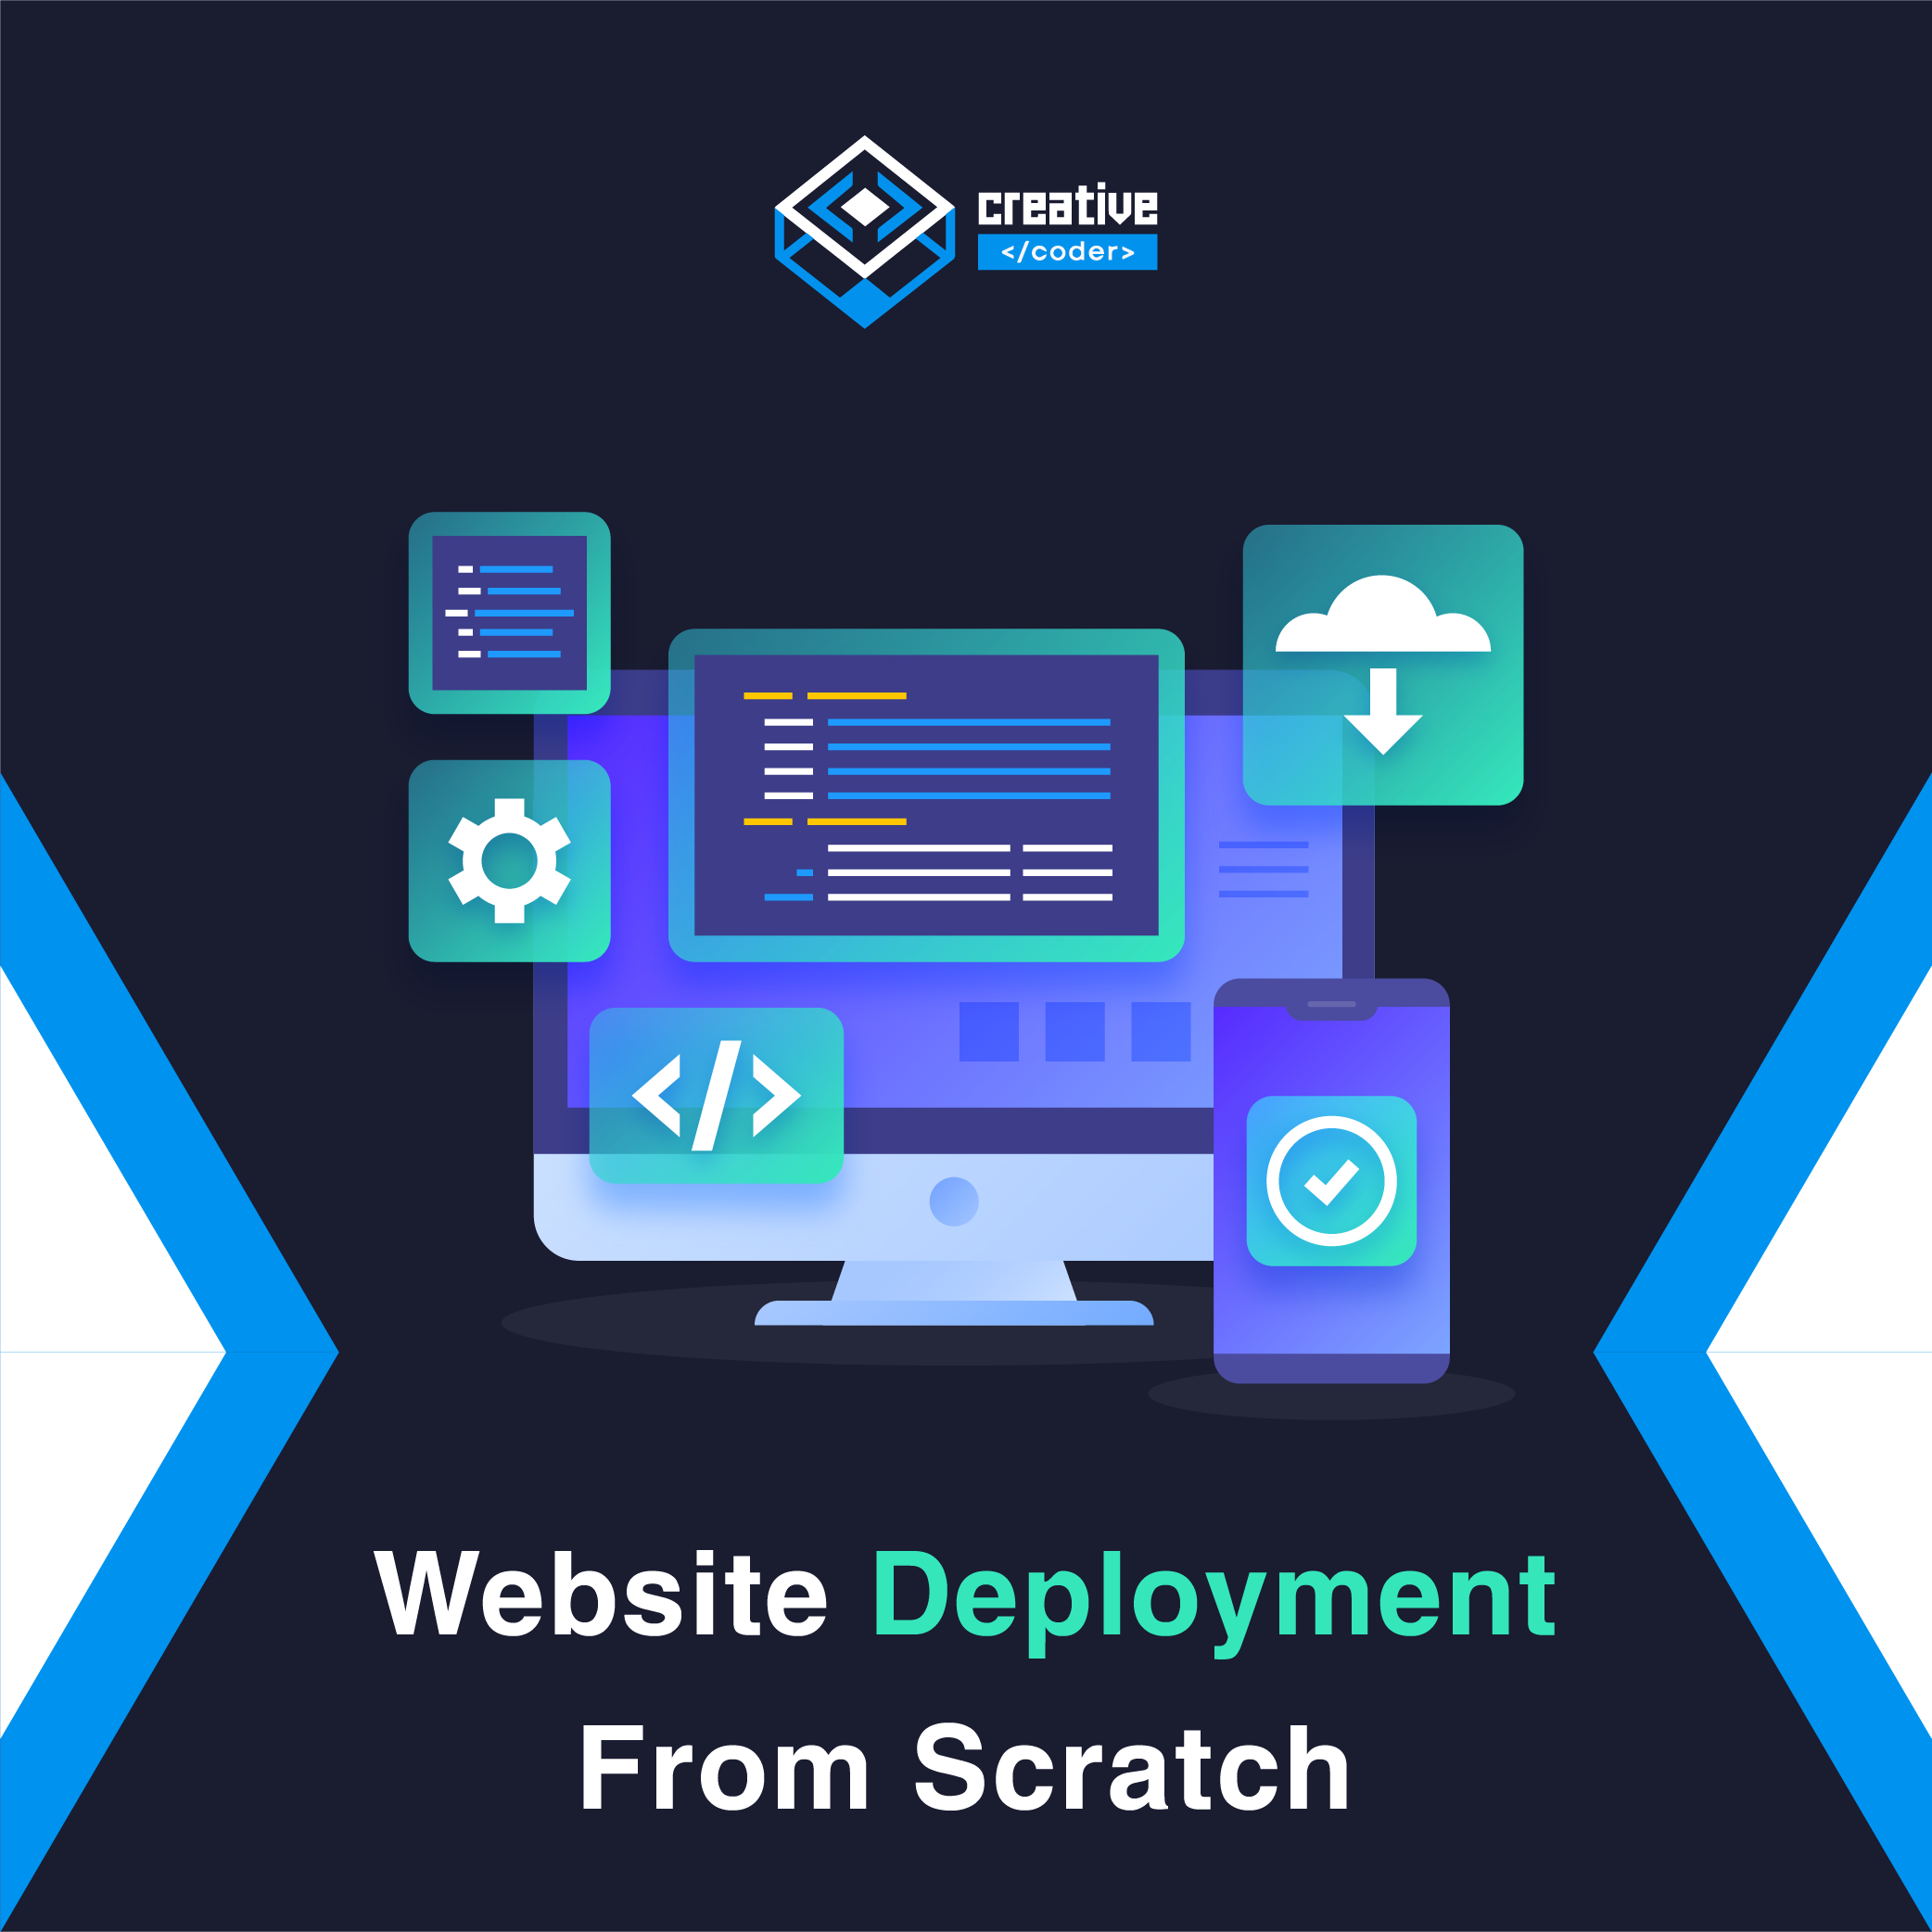 creative
</coder>
</>
Website Deployment
From Scratch